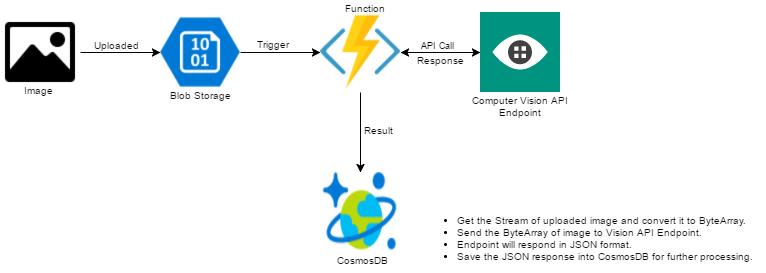 Function
10
01
Uploaded
Trigger
API Call
Response
Image
Blob Storage
Computer Vision API
Endpoint
Result
CosmosDB
• Get the Stream of uploaded image and convert it to ByteArray.
• Send the ByteArray of image to Vision API Endpoint.
• Endpoint will respond in JSON format.
• Save the JSON response into CosmosDB for further processing.